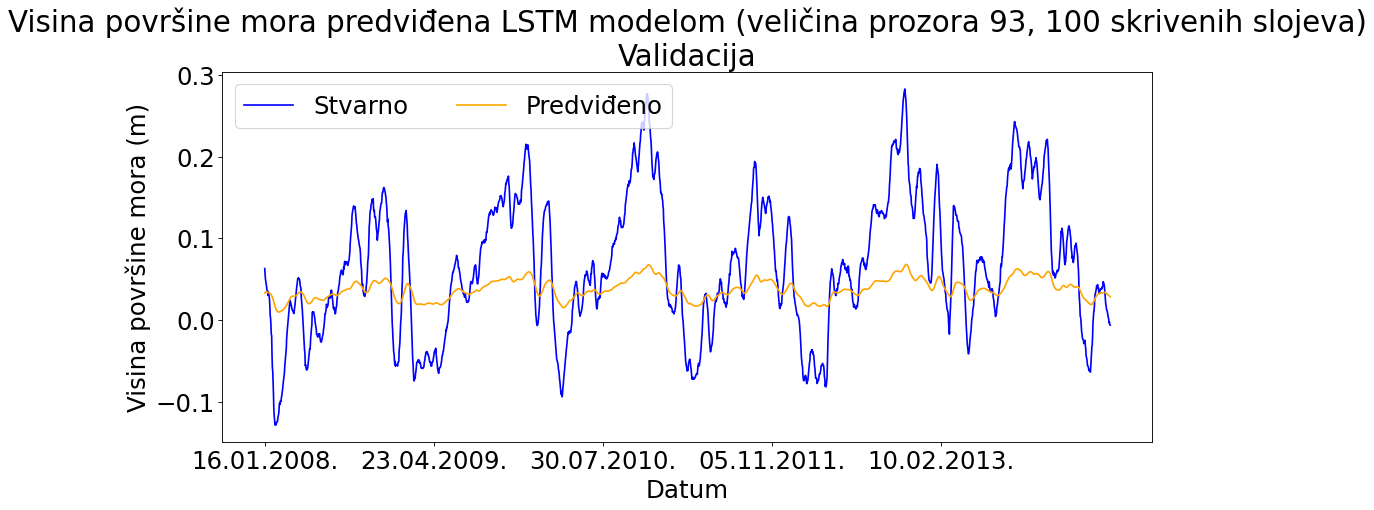 Visina površine mora predviđena LSTM modelom (veličina prozora 93, 100 skrivenih slojeva)
Validacija
Stvarno Predviđeno
Visina površine mora (m)
0.3
0.2
0.1
0.0
−0.1
16.01.2008. 23.04.2009. 30.07.2010. 05.11.2011. 10.02.2013.
Datum